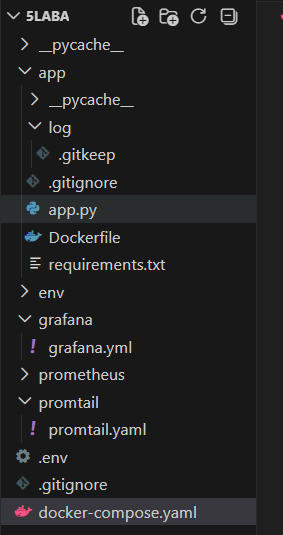 5LABA
__pycache__
app
__pycache__
log
.gitkeep
.gitignore
app.py
Dockerfile
requirements.txt
env
grafana
! grafana.yml
prometheus
promtail
! promtail.yaml
.env
.gitignore
docker-compose.yaml